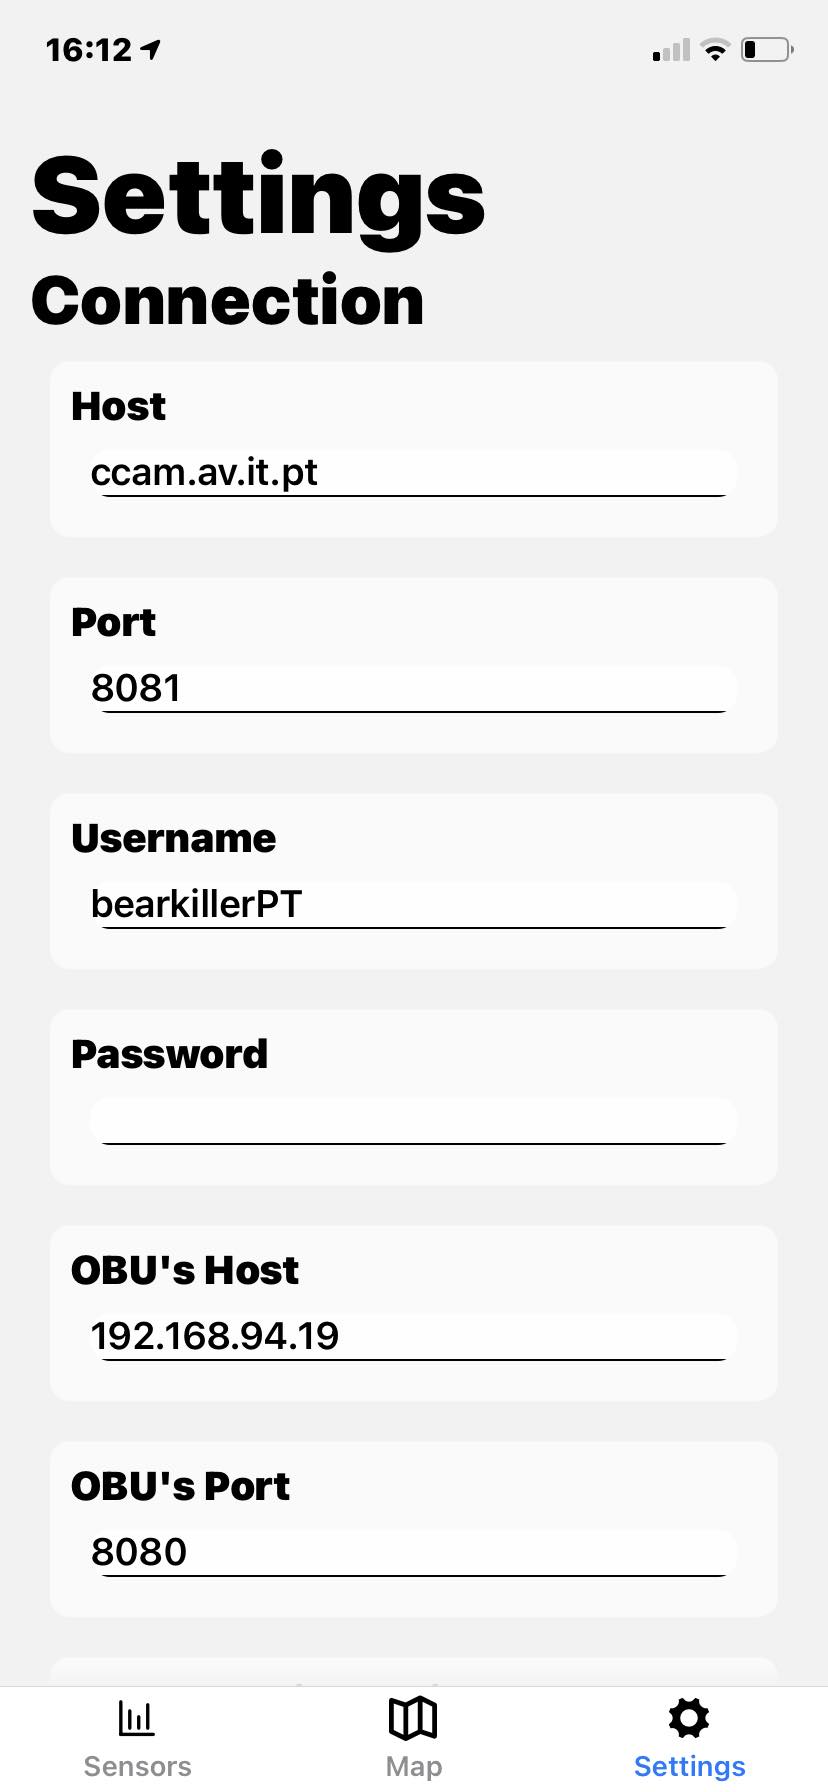 16:12
Settings
Connection
Host
ccam.av.it.pt
Port
8081
Username
bearkillerPT
Password
OBU's Host
192.168.94.19
OBU's Port
8080
Sensors
Map
Settings